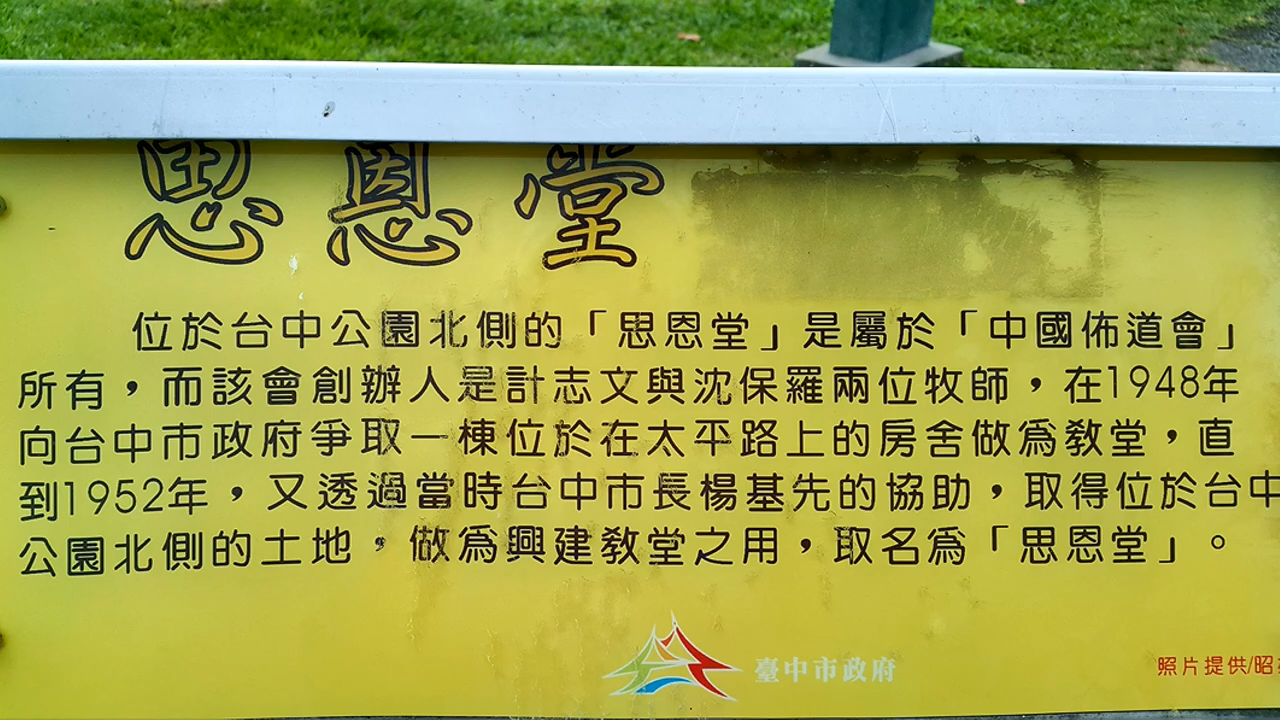 思恩堂
位於台中公園北側的「思恩堂」是屬於「中國佈道會」
所有，而該會創辦人是計志文與沈保羅兩位牧師，在1948年
向台中市政府爭取一棟位於在太平路上的房舍做為教堂，直
到1952年，又透過當時台中市長楊基先的協助，取得位於台中
公園北側的土地，做為興建教堂之用，取名為「思恩堂」。
臺中市政府
照片提供/昭